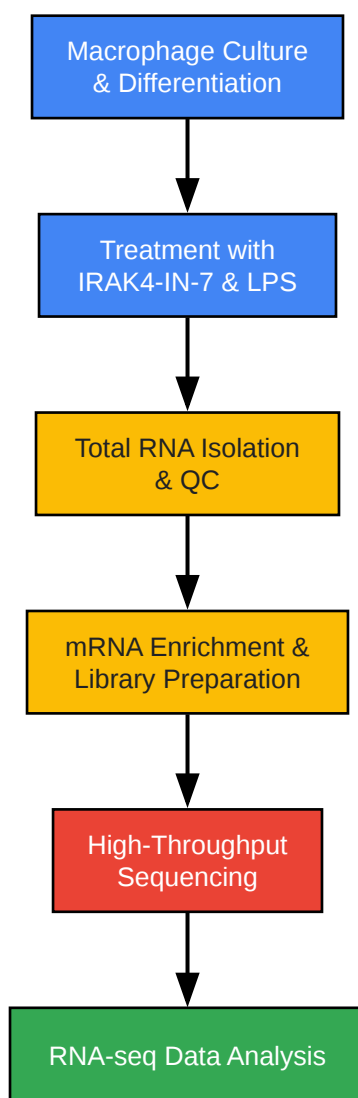 Macrophage Culture
& Differentiation
Treatment with
IRAK4-IN-7 & LPS
Total RNA Isolation
& QC
mRNA Enrichment &
Library Preparation
High-Throughput
Sequencing
RNA-seq Data Analysis